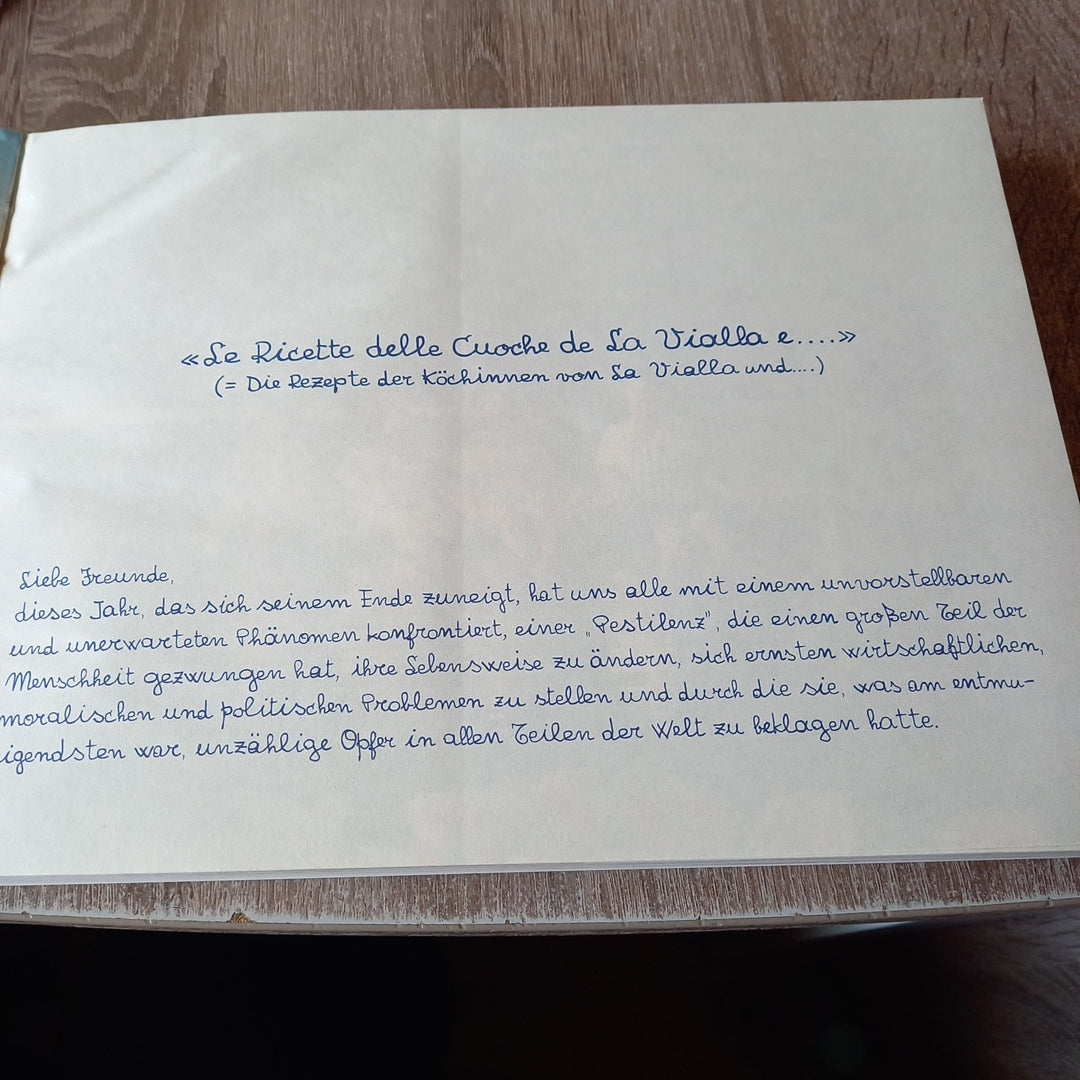 «Le Ricette delle Cuoche de La Vialla e....»
(= Die Rezepte der Köchinnen von La Vialla und....)
Liebe Freunde,
dieses Jahr, das sich seinem Ende zuneigt, hat uns alle mit einem unvorstellbaren
und unerwarteten Phänomen konfrontiert, einer „Pestilenz", die einen großen Teil der
Menschheit gezwungen hat, ihre Lebensweise zu ändern, sich ernsten wirtschaftlichen,
moralischen und politischen Problemen zu stellen und durch die sie, was am entmu-
igendsten war, unzählige Opfer in allen Teilen der Welt zu beklagen hatte.